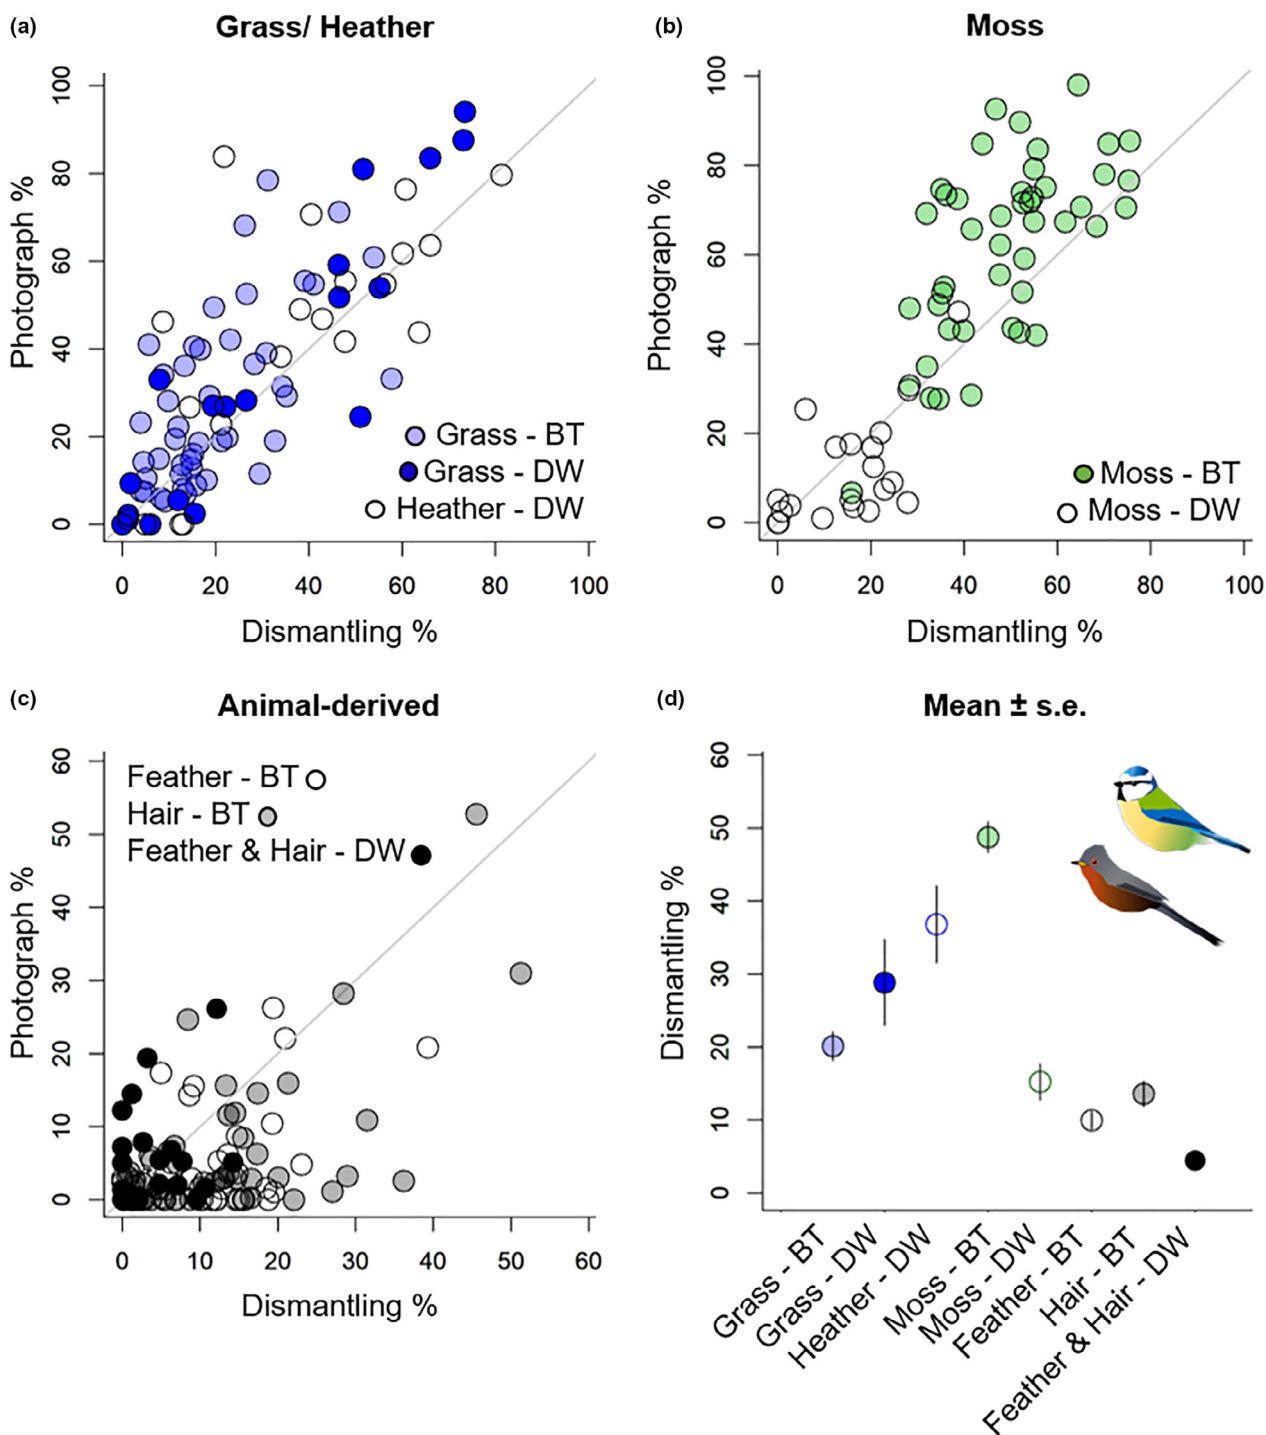 (a)
Grass/ Heather
Photograph %
100
80
60
40
20
0
Grass - BT
Grass - DW
Heather - DW
0 20 40 60 80 100
Dismantling %
(b)
Moss
Photograph %
100
80
60
40
20
0
Moss - BT
Moss - DW
0 20 40 60 80 100
Dismantling %
(c)
Animal-derived
Photograph %
60
50
40
30
20
10
0
Feather - BT
Hair - BT
Feather & Hair - DW
0 10 20 30 40 50 60
Dismantling %
(d)
Mean ± s.e.
Dismantling %
60
50
40
30
20
10
0
Grass - BT
Grass - DW
Heather - DW
Moss - BT
Moss - DW
Feather - BT
Hair - BT
Feather & Hair - DW